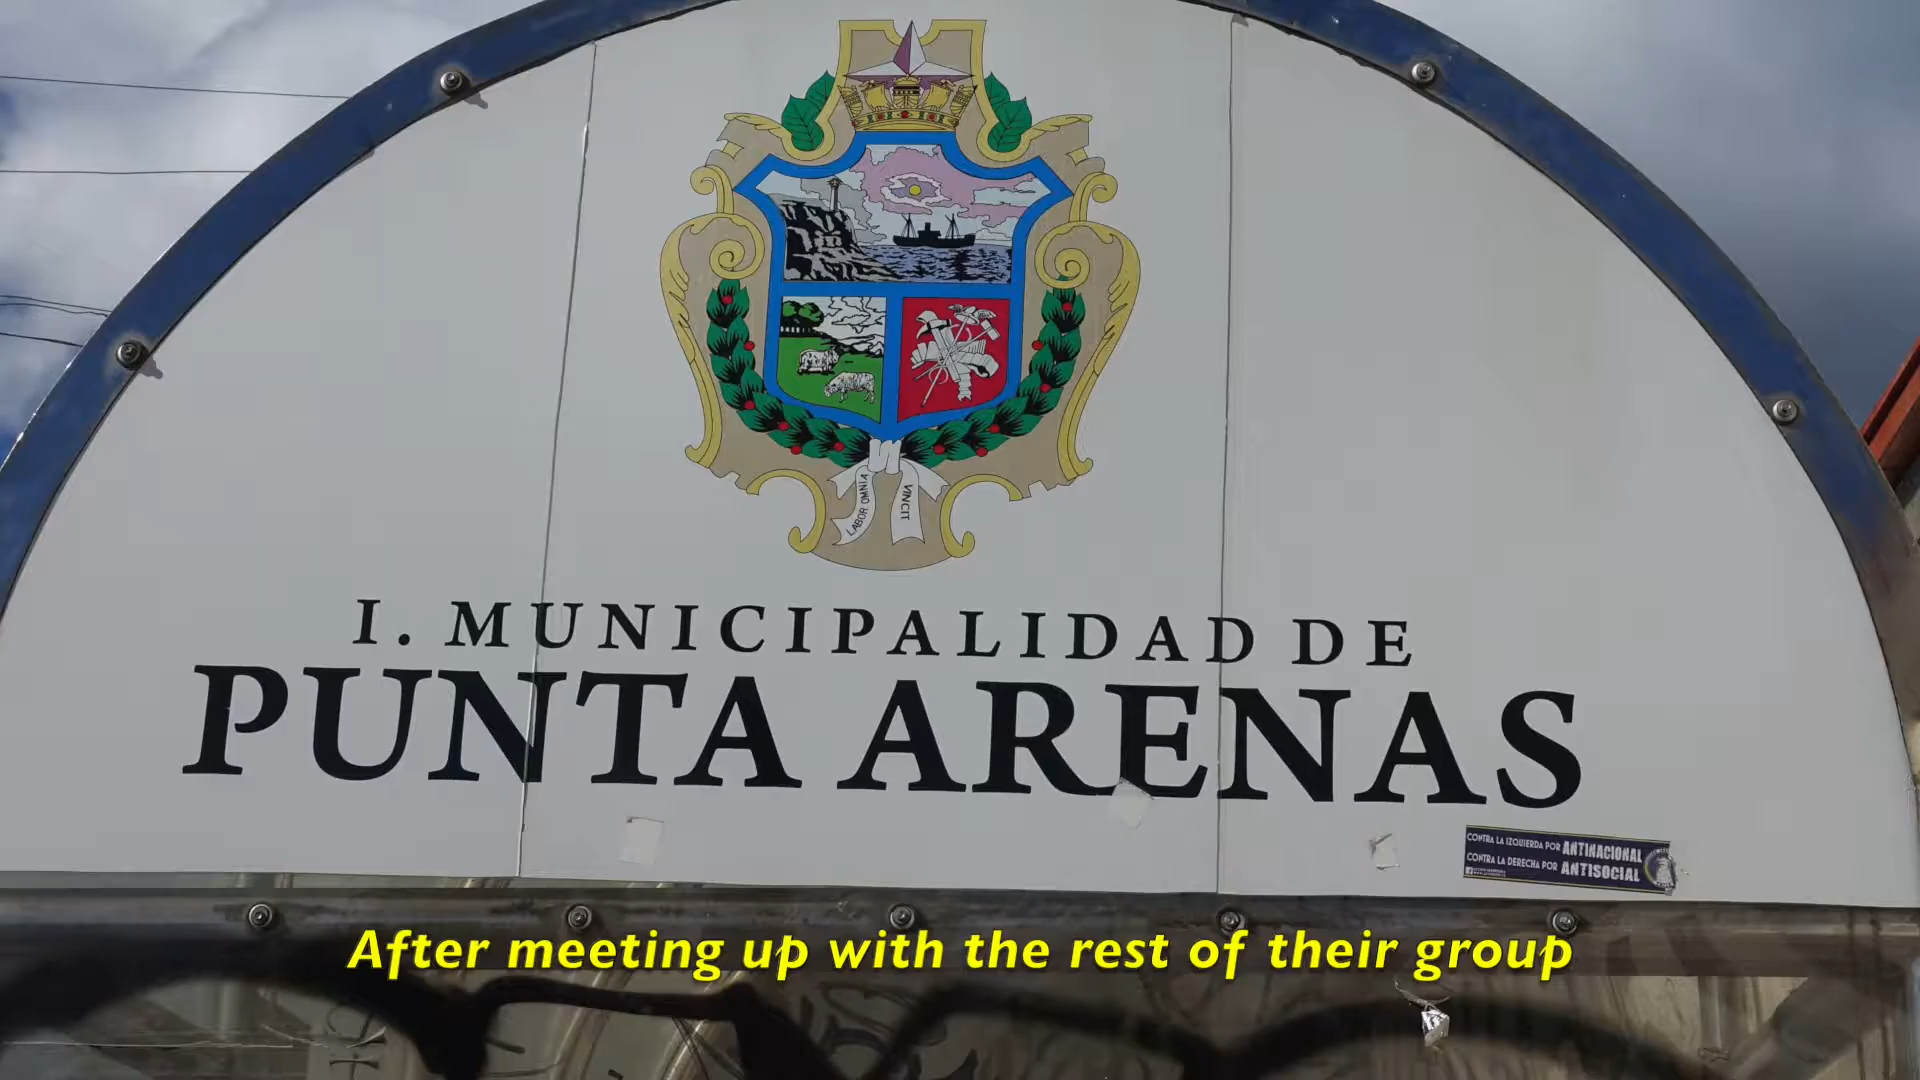 LABOR OMNIA
VINCIT
I. MUNICIPALIDAD DE
PUNTA ARENAS
CONTRA LA IZQUIERDA POR ANTINACIONAL
CONTRA LA DERECHA POR ANTISOCIAL
After meeting up with the rest of their group